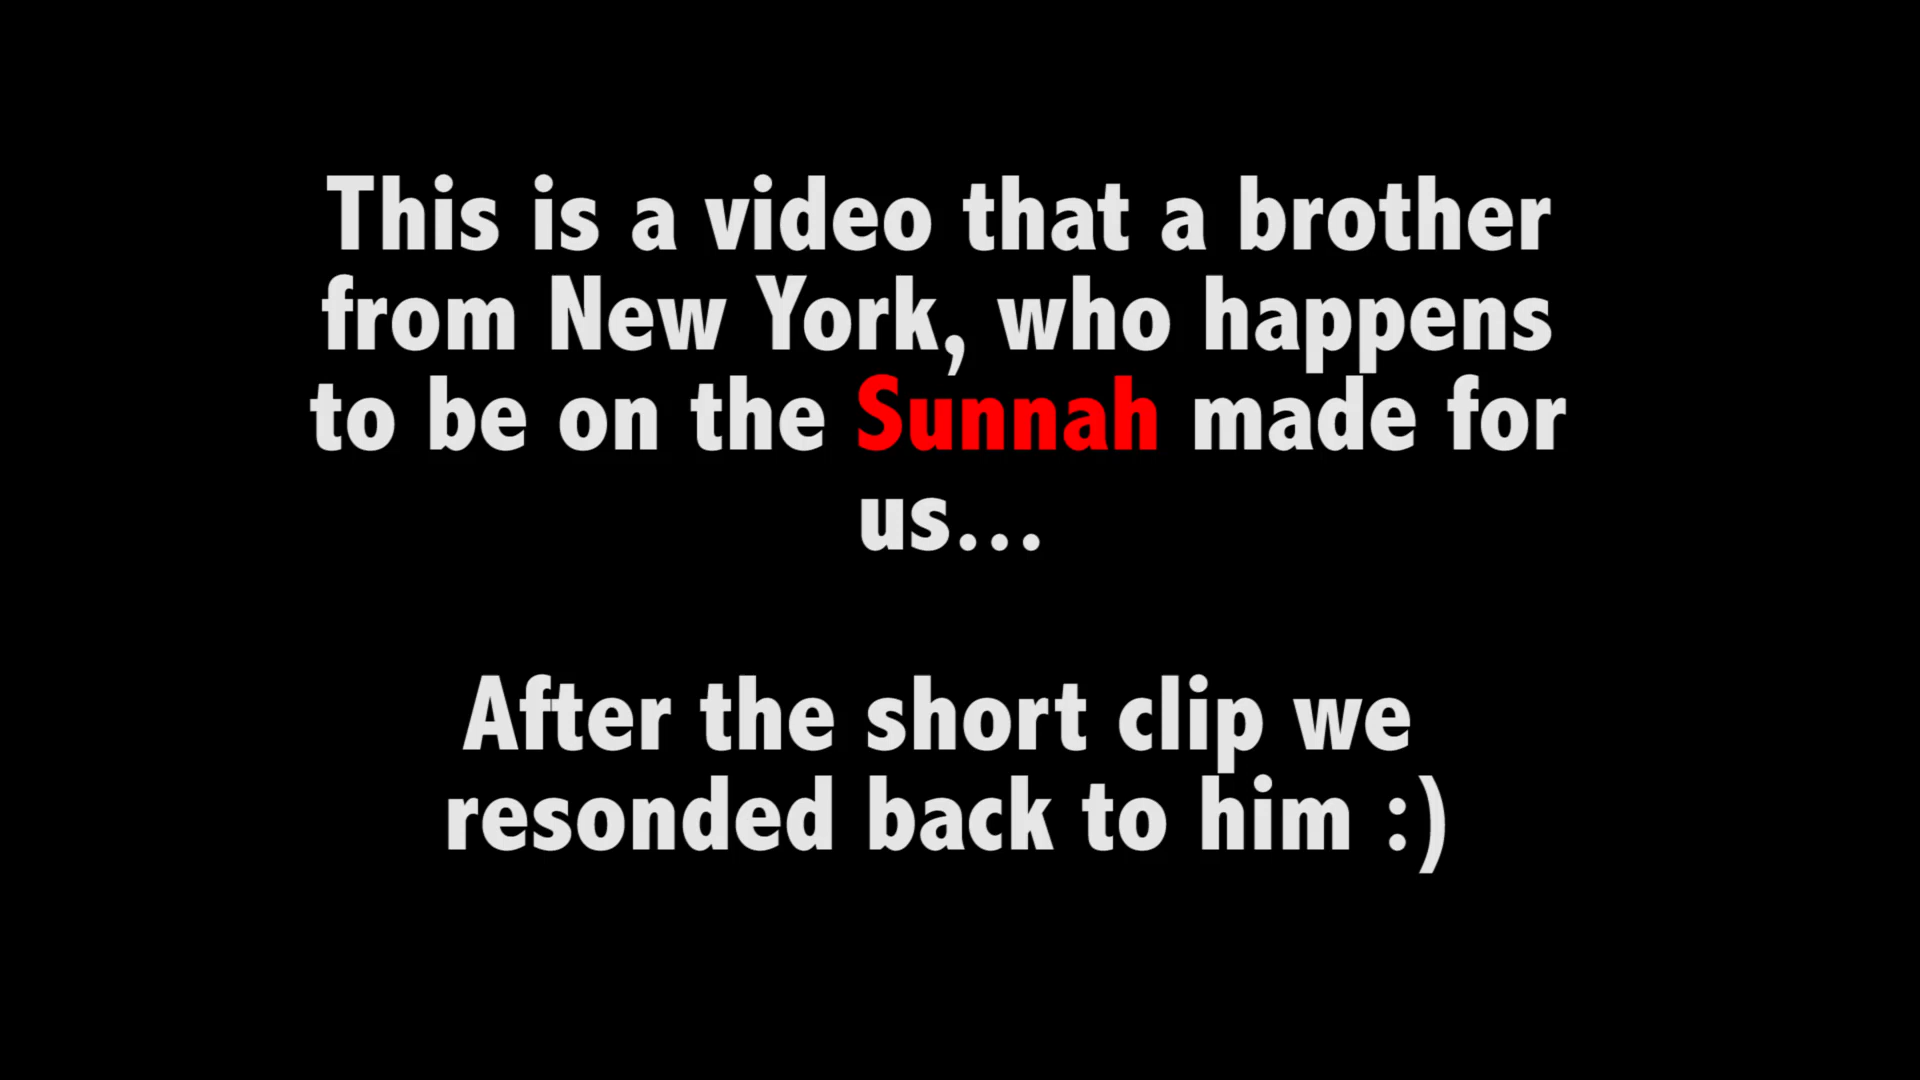 This is a video that a brother
from New York, who happens
to be on the Sunnah made for
us...
After the short clip we
resonded back to him :)